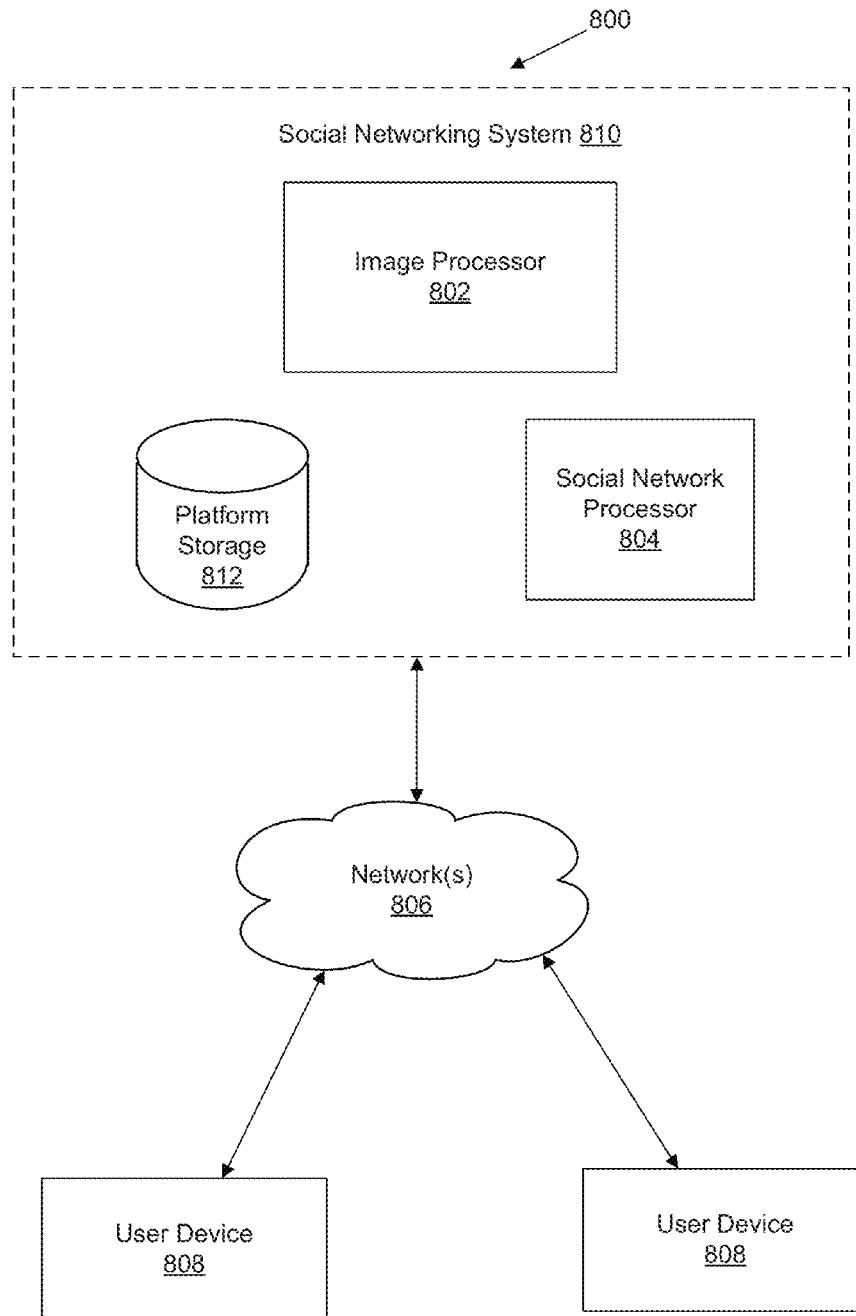 800
Social Networking System 810
Image Processor
802
Platform
Storage
812
Social Network
Processor
804
Network(s)
806
User Device
808
User Device
808